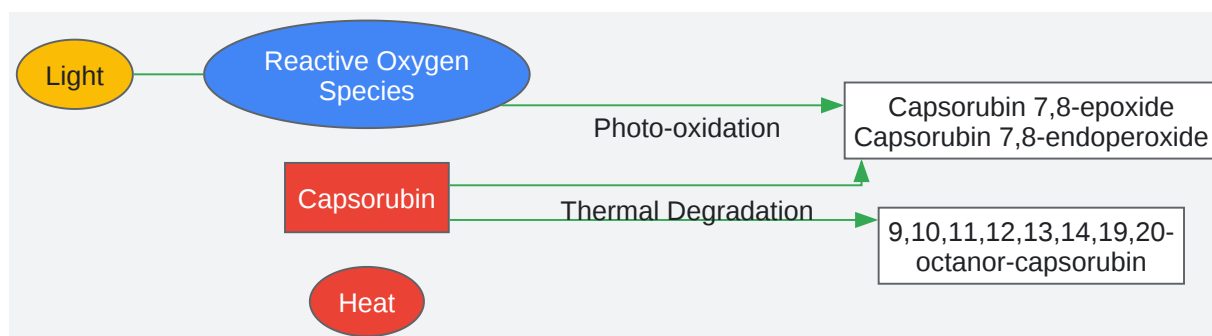 Light
Reactive Oxygen
Species
Photo-oxidation
Capsorubin 7,8-epoxide
Capsorubin 7,8-endoperoxide
Capsorubin
Thermal Degradation
9,10,11,12,13,14,19,20-
octanor-capsorubin
Heat